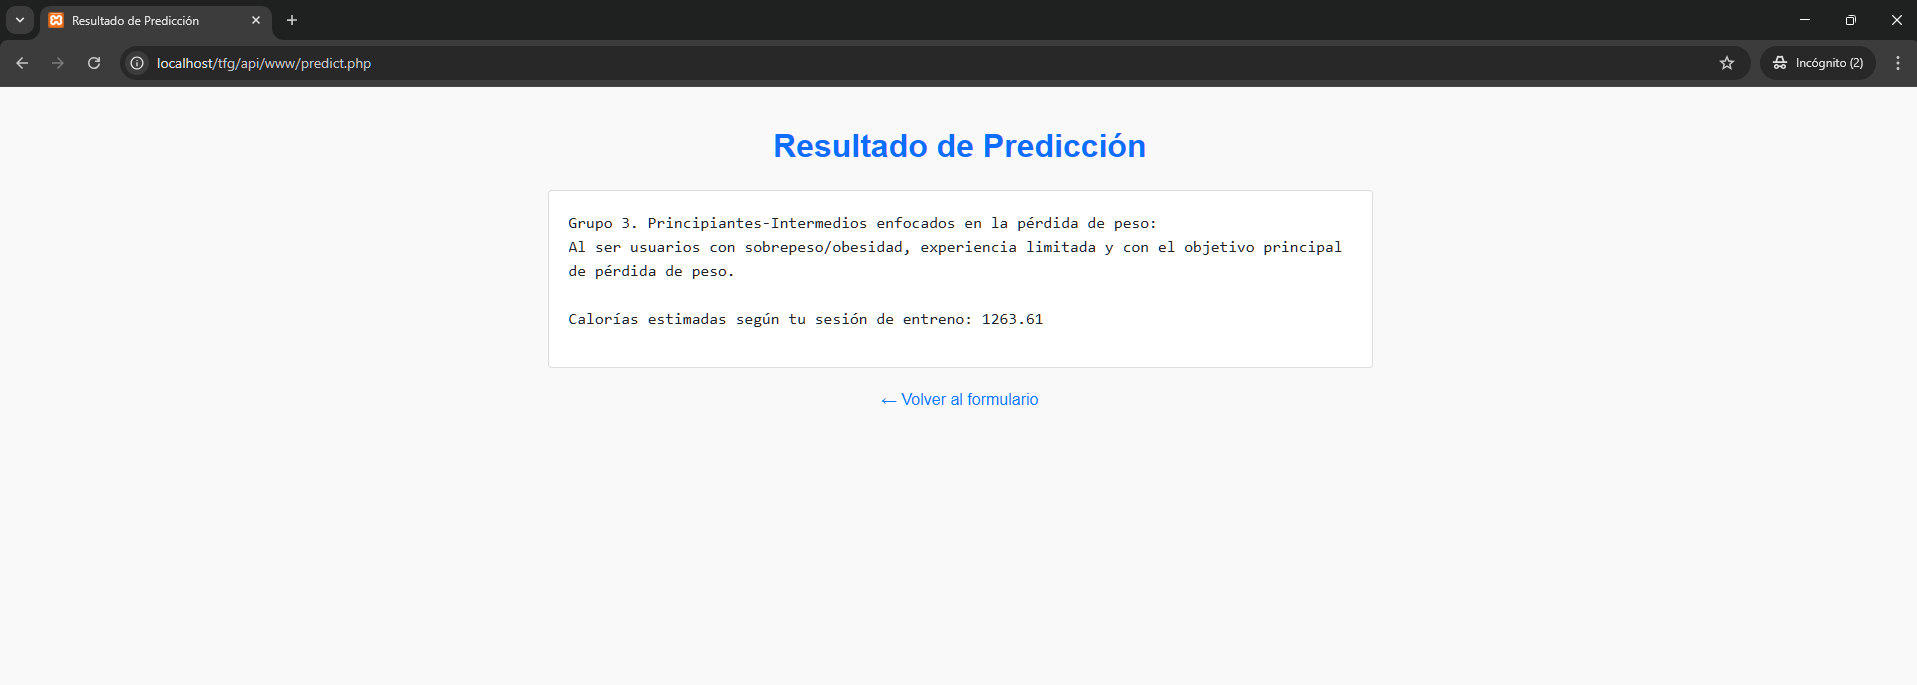 Resultado de Predicción
localhost/tfg/api/www/predict.php
Incógnito (2)
Resultado de Predicción
Grupo 3. Principiantes-Intermedios enfocados en la pérdida de peso:
Al ser usuarios con sobrepeso/obesidad, experiencia limitada y con el objetivo principal
de pérdida de peso.
Calorías estimadas según tu sesión de entreno: 1263.61
← Volver al formulario